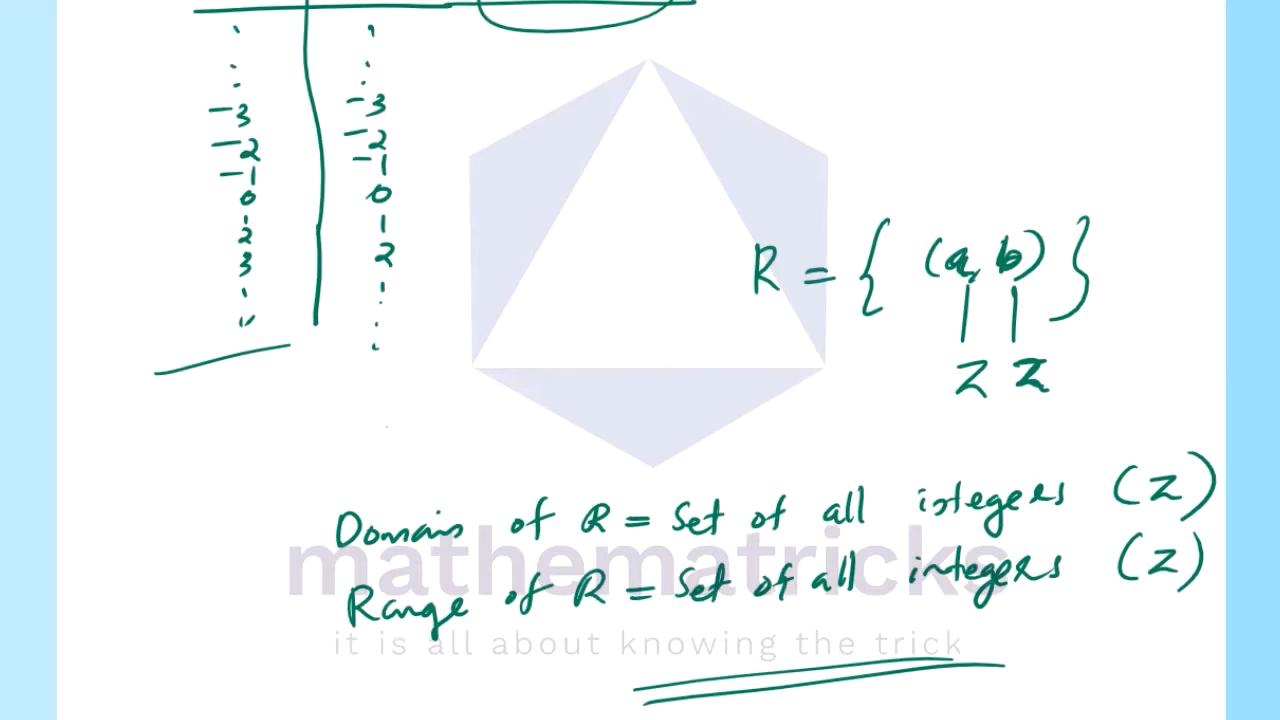 -3 -3
-2 -2
-1 -1
0 0
1
2 2
3
R = { (a, b) }
Z Z
Domain of R = Set of all integers (Z)
mathematricks
Range of R = Set of all integers (Z)
it is all about knowing the trick